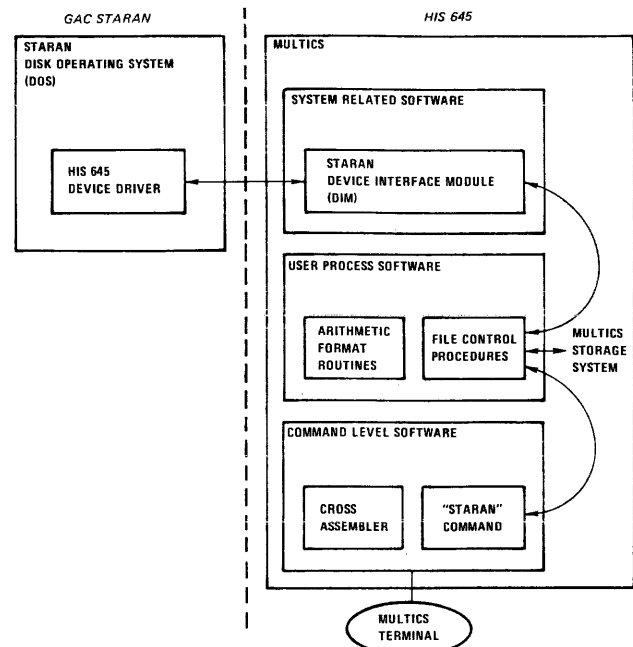 GAC STARAN
HIS 645
STARAN
DISK OPERATING SYSTEM
(DOS)
HIS 645
DEVICE DRIVER
MULTICS
SYSTEM RELATED SOFTWARE
STARAN
DEVICE INTERFACE MODULE
(DIM)
USER PROCESS SOFTWARE
ARITHMETIC
FORMAT
ROUTINES
FILE CONTROL
PROCEDURES
MULTICS
STORAGE
SYSTEM
COMMAND LEVEL SOFTWARE
CROSS
ASSEMBLER
"STARAN"
COMMAND
MULTICS
TERMINAL